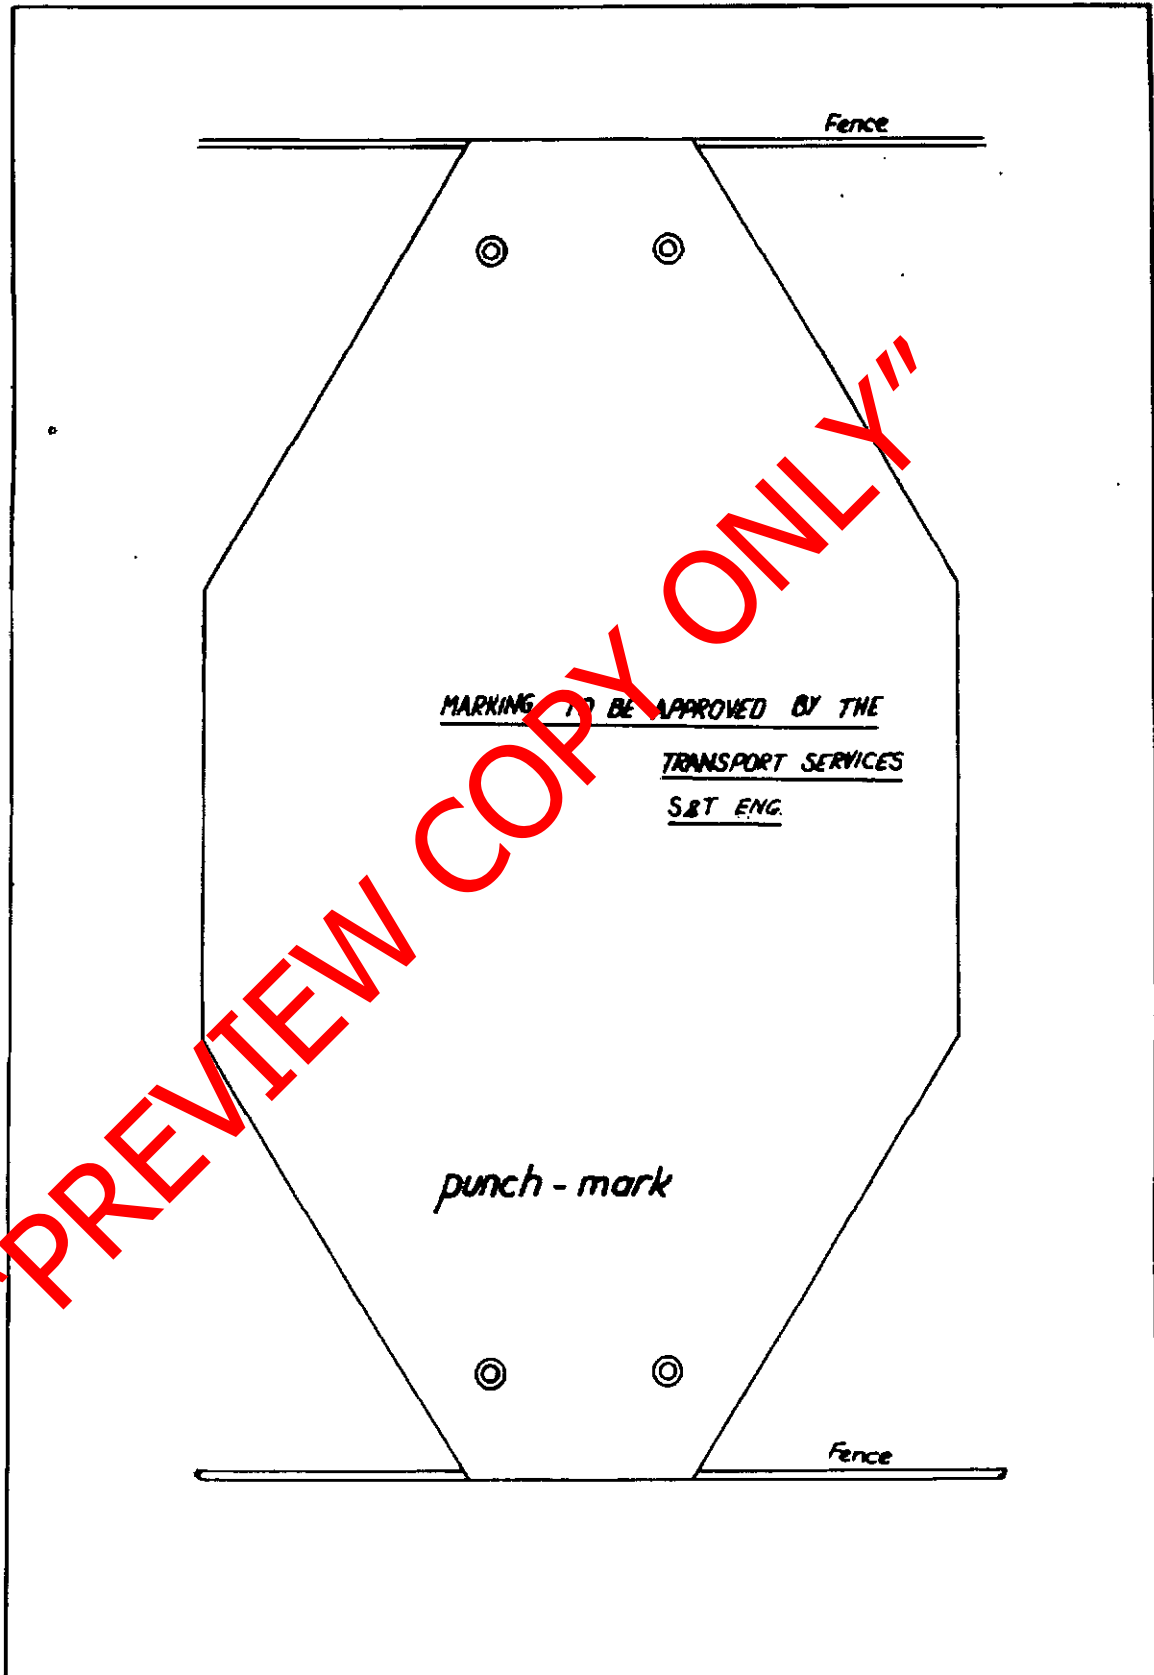 Fence
MARKING TO BE APPROVED BY THE
TRANSPORT SERVICES
S&T ENG.
"PREVIEW COPY ONLY"
punch - mark
Fence